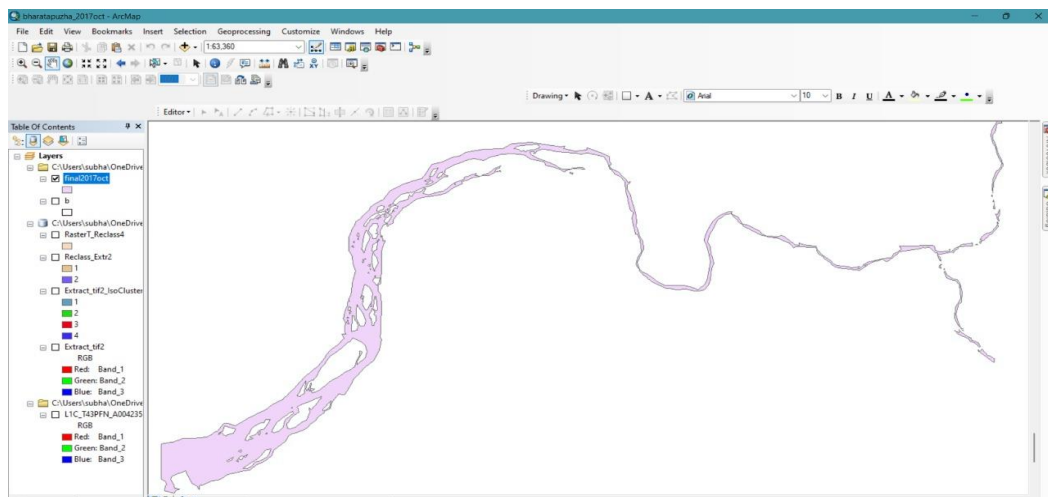 bharatapuzha_2017oct - ArcMap
File Edit View Bookmarks Insert Selection Geoprocessing Customize Windows Help
1:63,360
Drawing A Arial 10 B I U A
Editor
Table Of Contents
Layers
C:\Users\subha\OneDrive
final2017oct
b
C:\Users\subha\OneDrive
RasterT_Reclass4
Reclass_Extr2
1
2
Extract_tif2_IsoCluster
1
2
3
4
Extract_tif2
RGB
Red: Band_1
Green: Band_2
Blue: Band_3
C:\Users\subha\OneDrive
L1C_T43PFN_A004235
RGB
Red: Band_1
Green: Band_2
Blue: Band_3